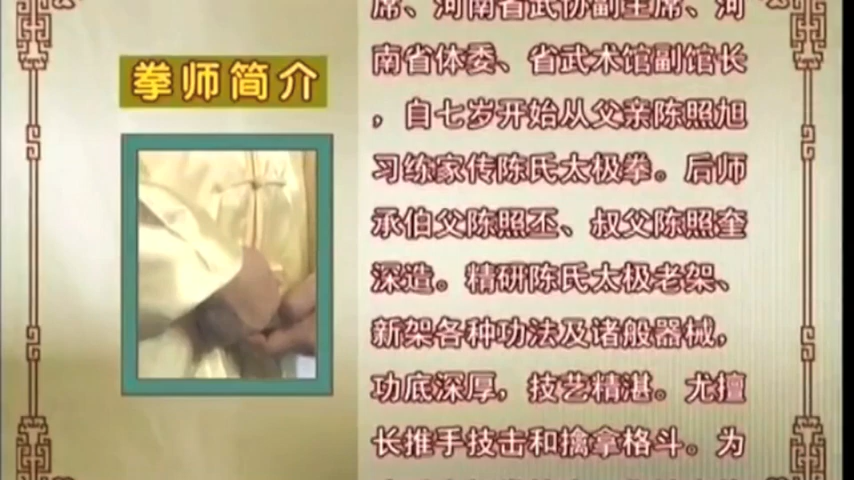 拳师简介
席、河南省武协副主席、河
南省体委、省武术馆副馆长
，自七岁开始从父亲陈照旭
习练家传陈氏太极拳。后师
承伯父陈照丕、叔父陈照奎
深造。精研陈氏太极老架、
新架各种功法及诸般器械，
功底深厚，技艺精湛。尤擅
长推手技击和擒拿格斗。为